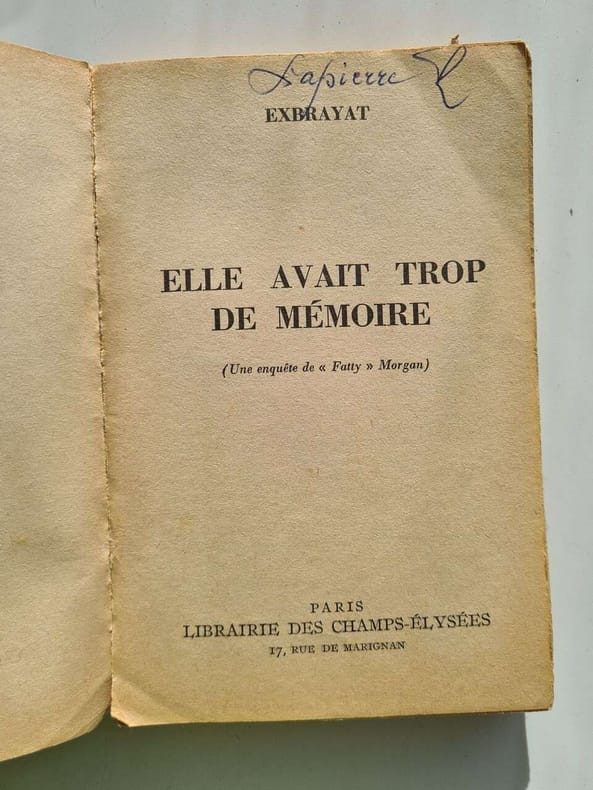 Lapierre R
EXBRAYAT
ELLE AVAIT TROP
DE MÉMOIRE
(Une enquête de « Fatty » Morgan)
PARIS
LIBRAIRIE DES CHAMPS-ÉLYSÉES
17, RUE DE MARIGNAN